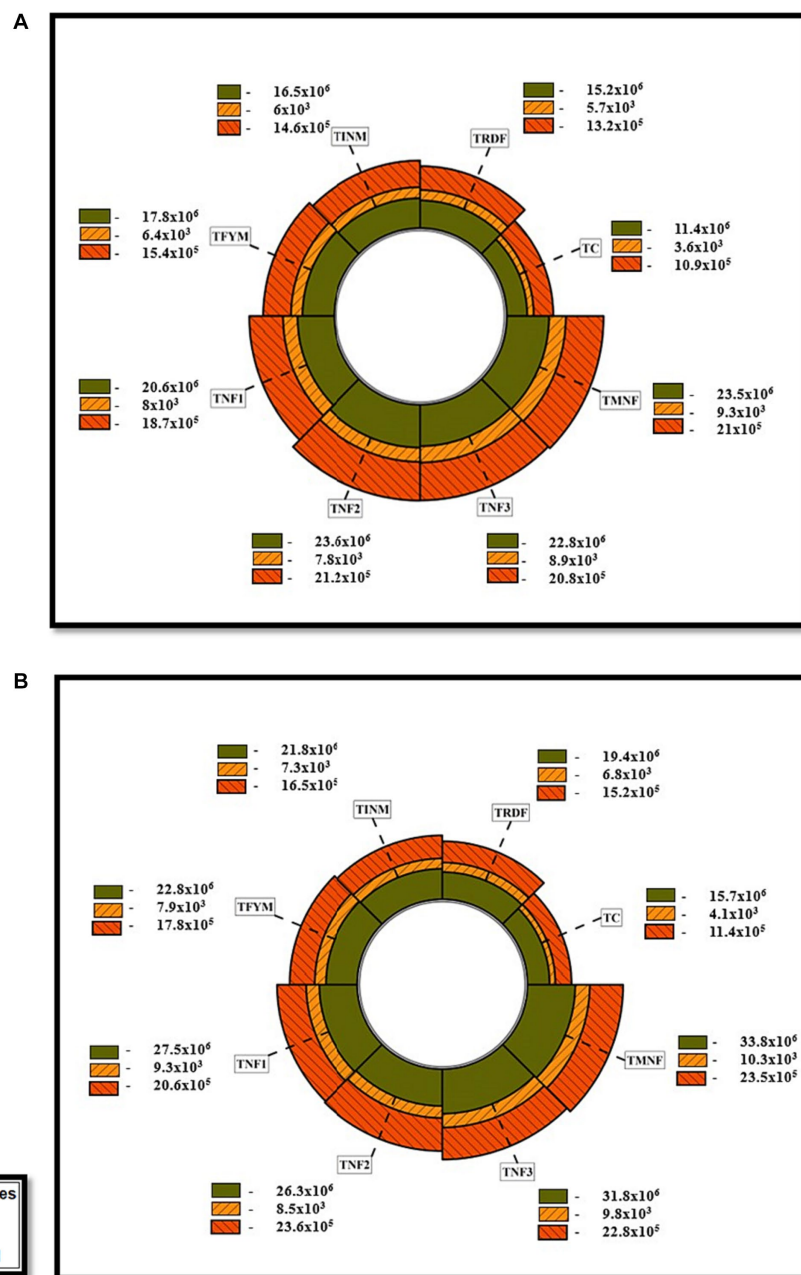 A
- 16.5x10⁶
- 6x10³
- 14.6x10⁵
TINM
- 15.2x10⁶
- 5.7x10³
- 13.2x10⁵
TRDF
- 17.8x10⁶
- 6.4x10³
- 15.4x10⁵
TFYM
TC
- 11.4x10⁶
- 3.6x10³
- 10.9x10⁵
- 20.6x10⁶
- 8x10³
- 18.7x10⁵
TNF1
TMNF
- 23.5x10⁶
- 9.3x10³
- 21x10⁵
TNF2
- 23.6x10⁶
- 7.8x10³
- 21.2x10⁵
TNF3
- 22.8x10⁶
- 8.9x10³
- 20.8x10⁵
B
- 21.8x10⁶
- 7.3x10³
- 16.5x10⁵
TINM
- 19.4x10⁶
- 6.8x10³
- 15.2x10⁵
TRDF
- 22.8x10⁶
- 7.9x10³
- 17.8x10⁵
TFYM
TC
- 15.7x10⁶
- 4.1x10³
- 11.4x10⁵
- 27.5x10⁶
- 9.3x10³
- 20.6x10⁵
TNF1
TMNF
- 33.8x10⁶
- 10.3x10³
- 23.5x10⁵
TNF2
- 26.3x10⁶
- 8.5x10³
- 23.6x10⁵
TNF3
- 31.8x10⁶
- 9.8x10³
- 22.8x10⁵
es